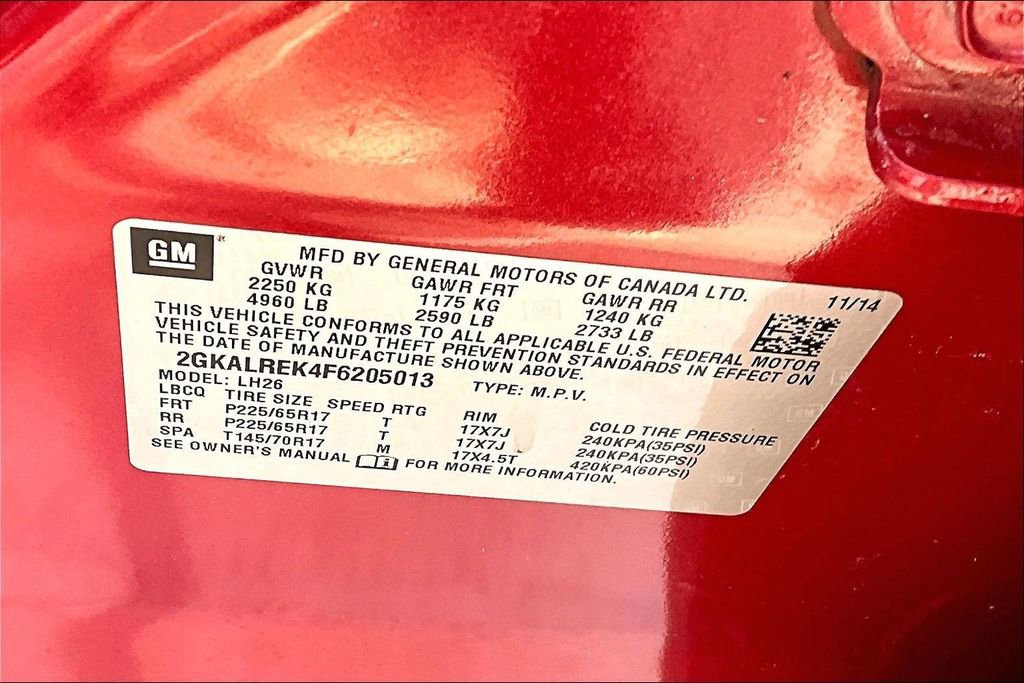 GM
MFD BY GENERAL MOTORS OF CANADA LTD.
11/14
GVWR GAWR FRT GAWR RR
2250 KG 1175 KG 1240 KG
4960 LB 2590 LB 2733 LB
THIS VEHICLE CONFORMS TO ALL APPLICABLE U.S. FEDERAL MOTOR
VEHICLE SAFETY AND THEFT PREVENTION STANDARDS IN EFFECT ON
THE DATE OF MANUFACTURE SHOWN ABOVE.
2GKALREK4F6205013 TYPE: M.P.V.
MODEL: LH26
LBCQ TIRE SIZE SPEED RTG RIM COLD TIRE PRESSURE
FRT P225/65R17 T 17X7J 240KPA(35PSI)
RR P225/65R17 T 17X7J 240KPA(35PSI)
SPA T145/70R17 M 17X4.5T 420KPA(60PSI)
SEE OWNER'S MANUAL FOR MORE INFORMATION.